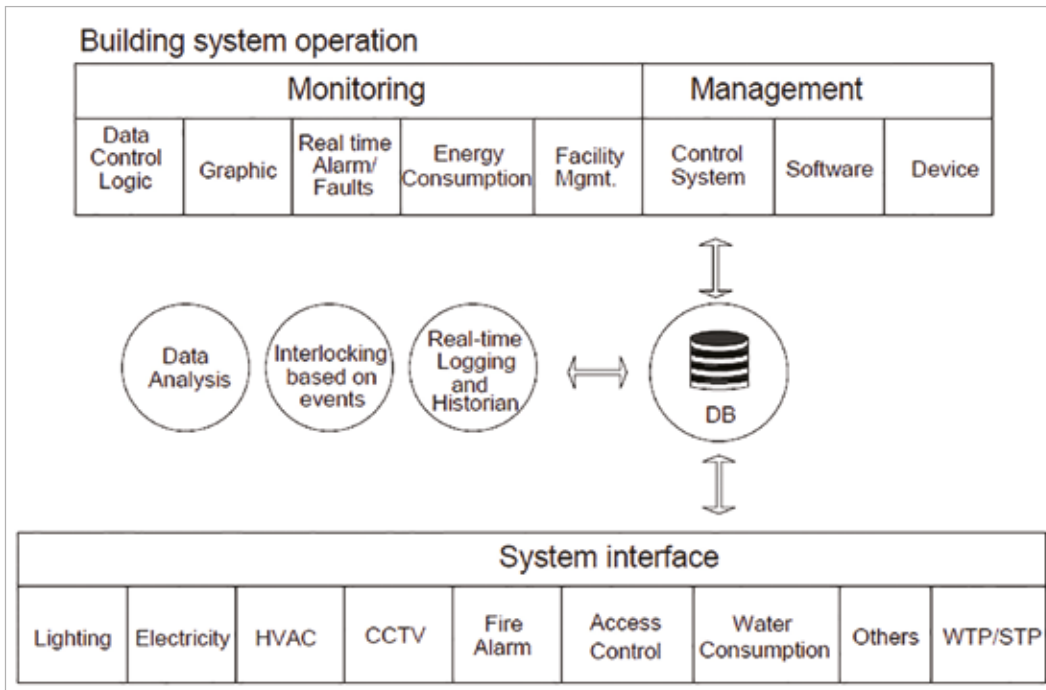 Building system operation
Monitoring
Management
Data
Control
Logic
Graphic
Real time
Alarm/
Faults
Energy
Consumption
Facility
Mgmt.
Control
System
Software
Device
Data
Analysis
Interlocking
based on
events
Real-time
Logging
and
Historian
DB
System interface
Lighting
Electricity
HVAC
CCTV
Fire
Alarm
Access
Control
Water
Consumption
Others
WTP/STP